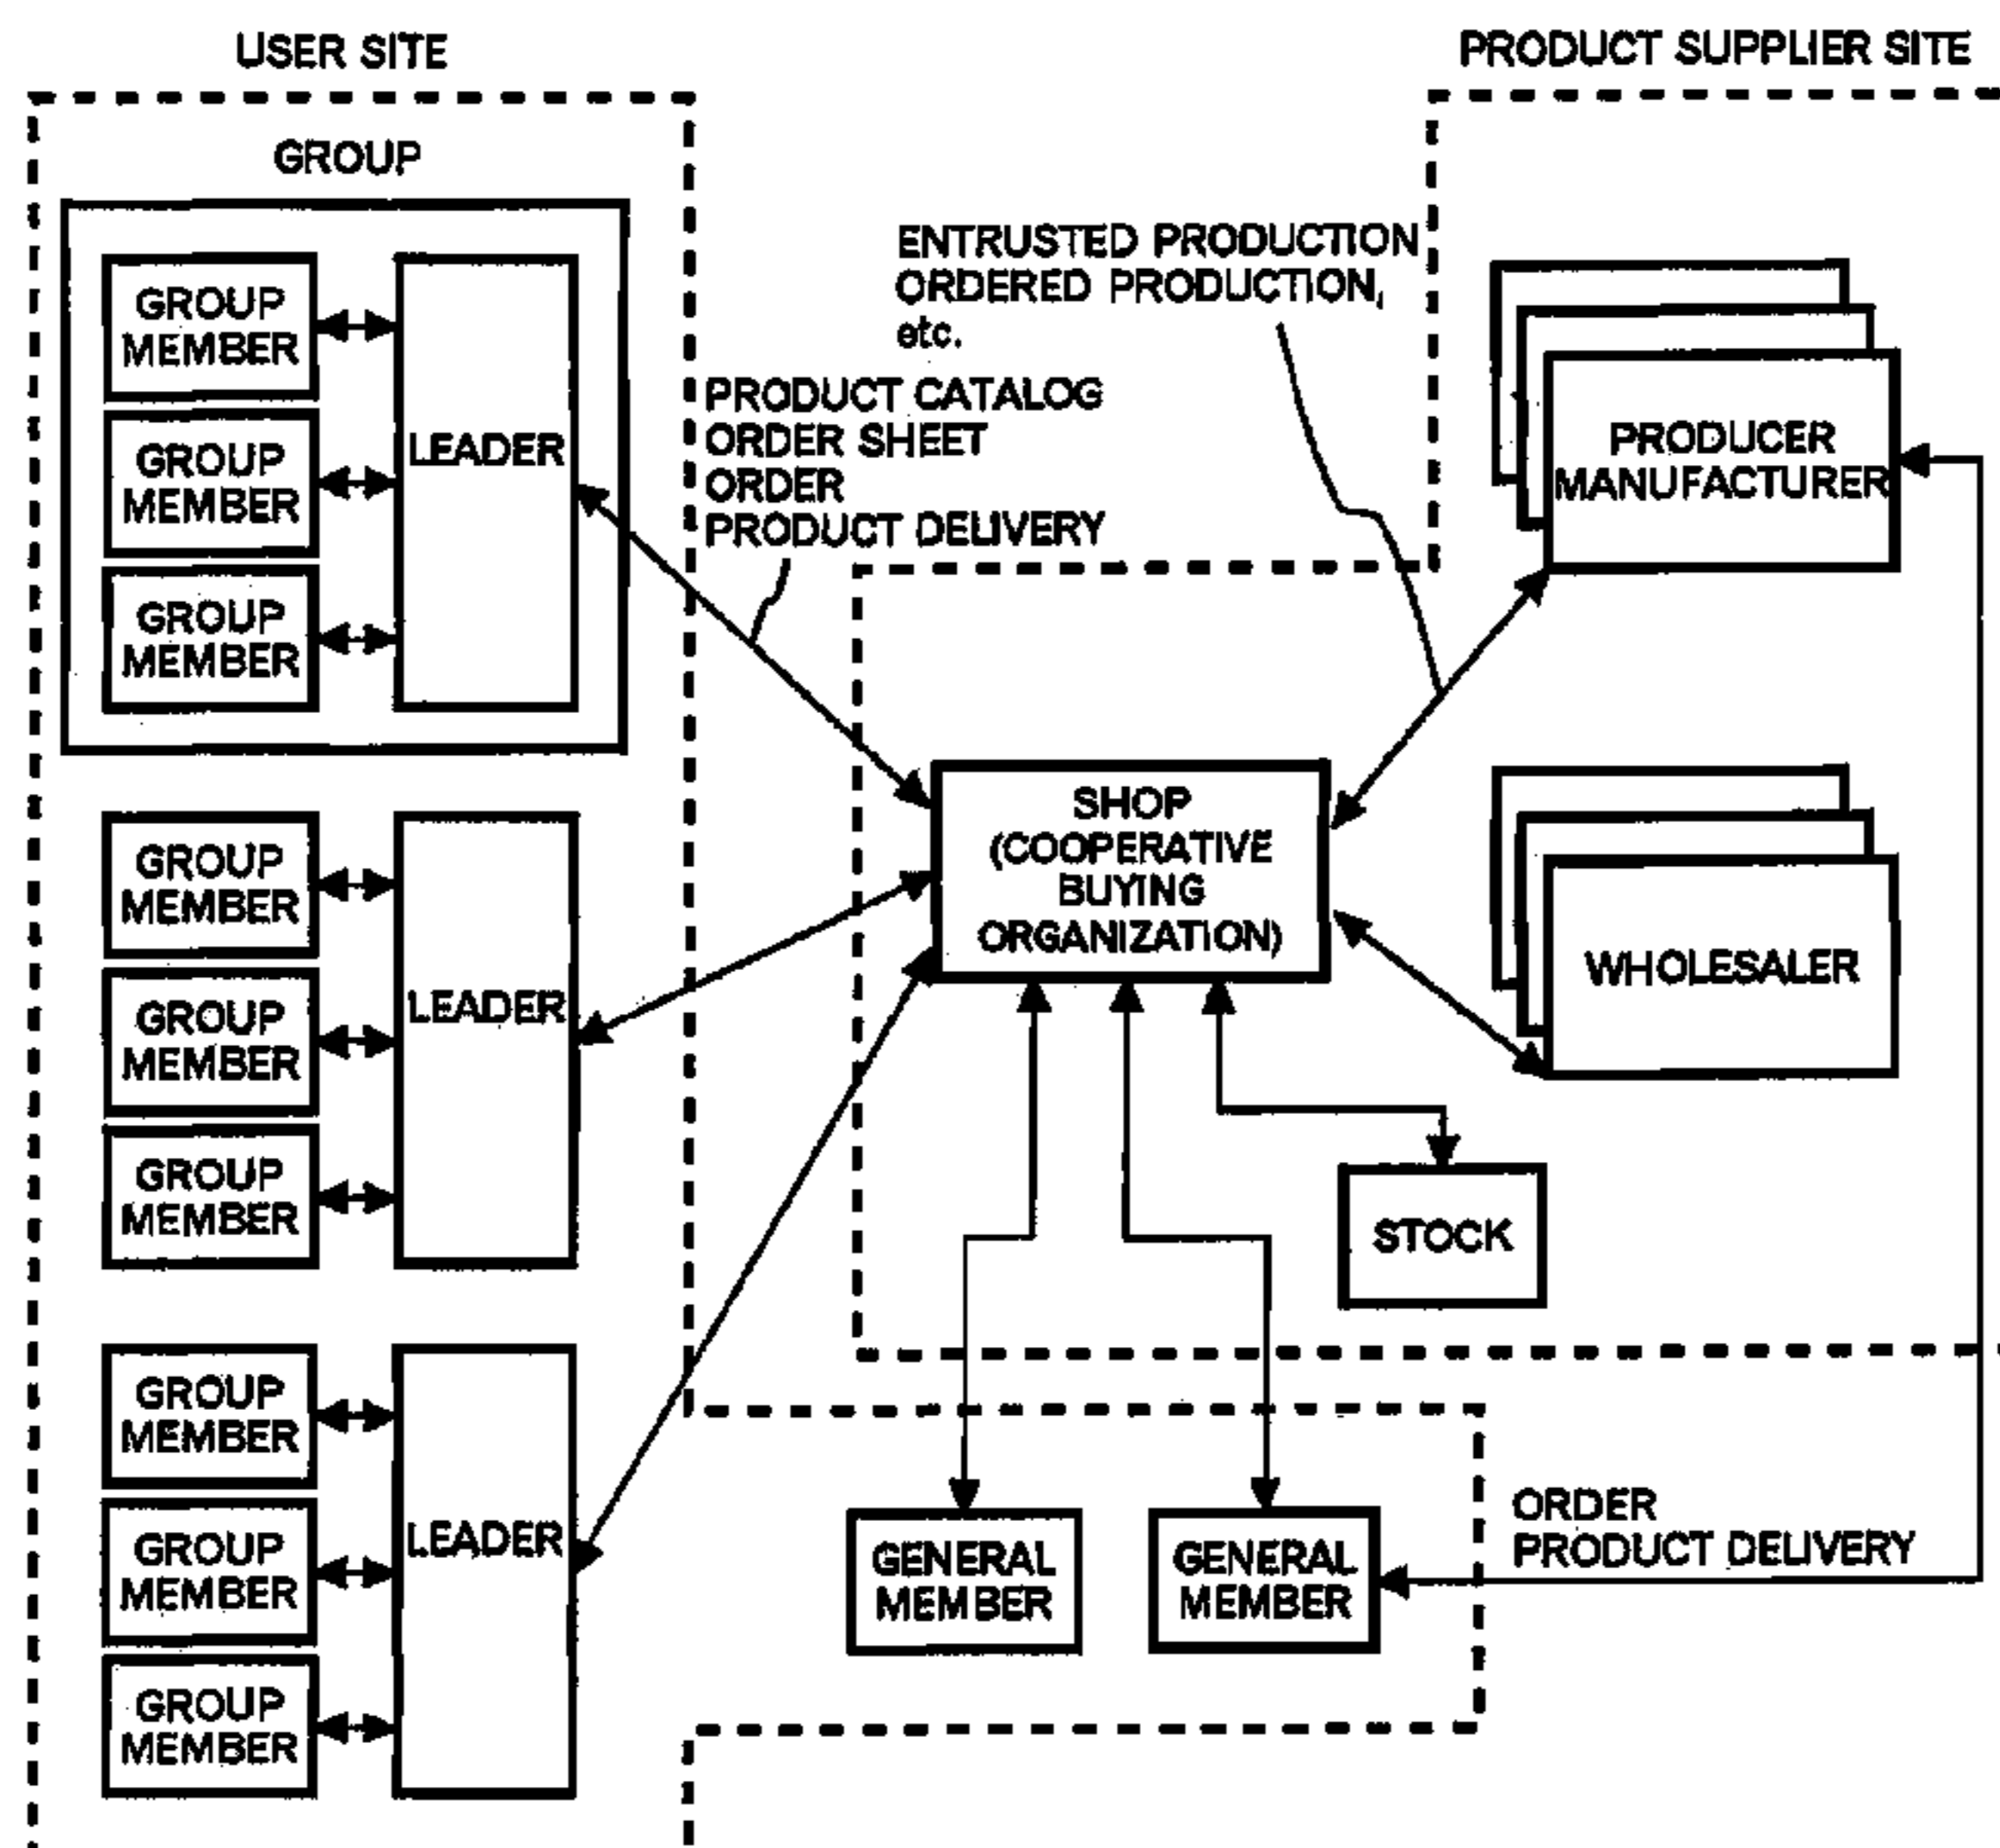 USER SITE
PRODUCT SUPPLIER SITE
GROUP
GROUP
MEMBER
GROUP
MEMBER
GROUP
MEMBER
LEADER
ENTRUSTED PRODUCTION
ORDERED PRODUCTION,
etc.
PRODUCT CATALOG
ORDER SHEET
ORDER
PRODUCT DELIVERY
PRODUCER
MANUFACTURER
SHOP
(COOPERATIVE
BUYING
ORGANIZATION)
WHOLESALER
GROUP
MEMBER
GROUP
MEMBER
GROUP
MEMBER
LEADER
STOCK
GROUP
MEMBER
GROUP
MEMBER
GROUP
MEMBER
LEADER
GENERAL
MEMBER
GENERAL
MEMBER
ORDER
PRODUCT DELIVERY